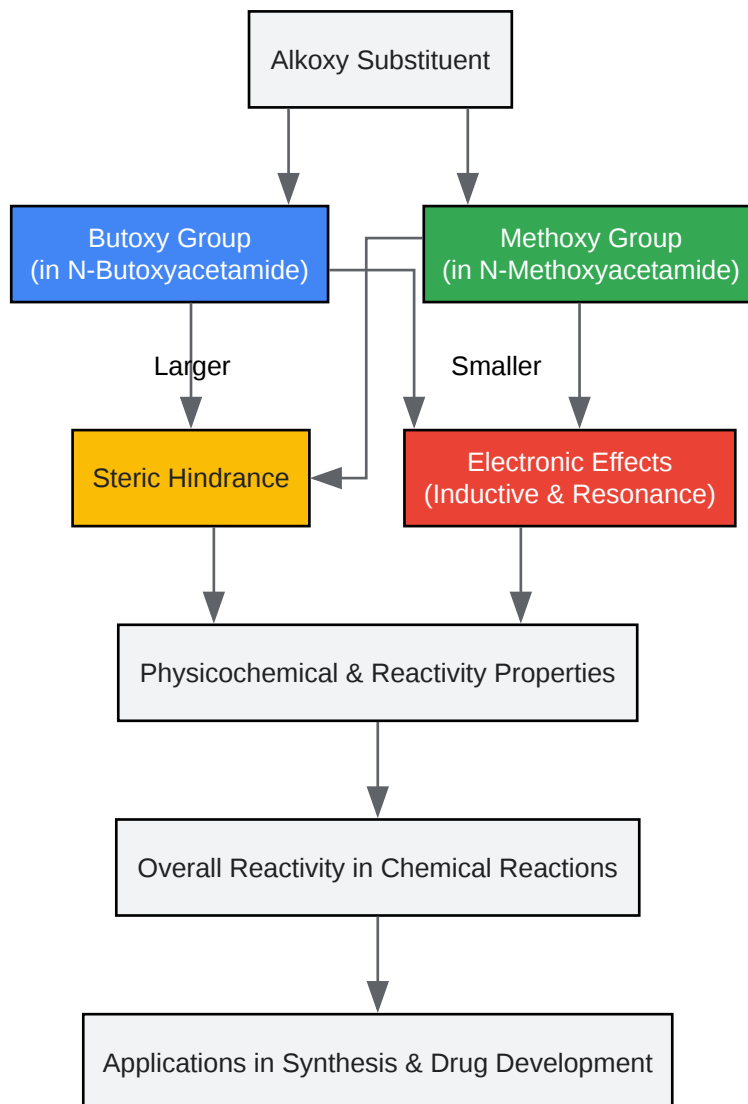 Alkoxy Substituent
Butoxy Group
(in N-Butoxyacetamide)
Methoxy Group
(in N-Methoxyacetamide)
Larger
Smaller
Steric Hindrance
Electronic Effects
(Inductive & Resonance)
Physicochemical & Reactivity Properties
Overall Reactivity in Chemical Reactions
Applications in Synthesis & Drug Development